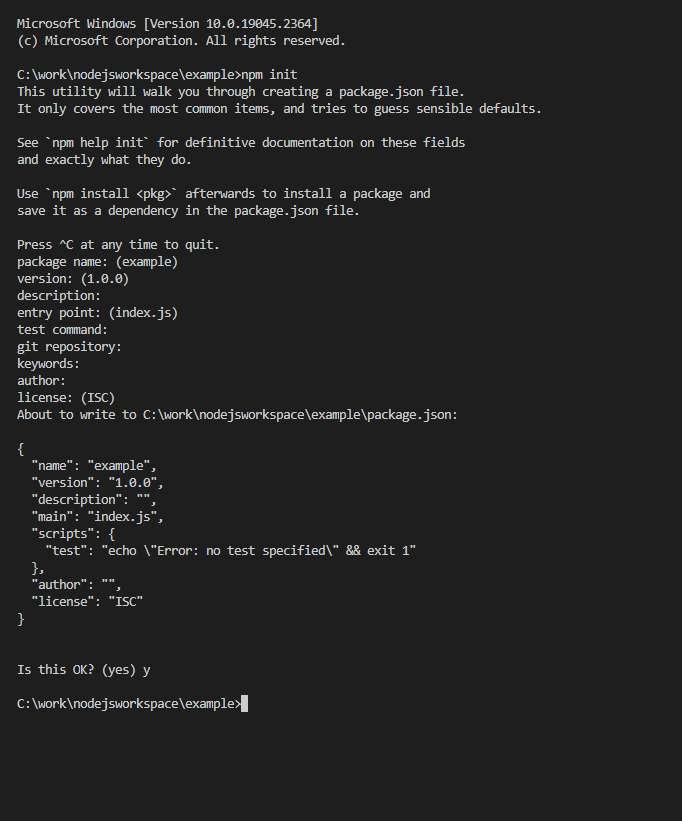 Microsoft Windows [Version 10.0.19045.2364]
(c) Microsoft Corporation. All rights reserved.
C:\work\nodejsworkspace\example>npm init
This utility will walk you through creating a package.json file.
It only covers the most common items, and tries to guess sensible defaults.
See `npm help init` for definitive documentation on these fields
and exactly what they do.
Use `npm install <pkg>` afterwards to install a package and
save it as a dependency in the package.json file.
Press ^C at any time to quit.
package name: (example)
version: (1.0.0)
description:
entry point: (index.js)
test command:
git repository:
keywords:
author:
license: (ISC)
About to write to C:\work\nodejsworkspace\example\package.json:
{
  "name": "example",
  "version": "1.0.0",
  "description": "",
  "main": "index.js",
  "scripts": {
    "test": "echo \"Error: no test specified\" && exit 1"
  },
  "author": "",
  "license": "ISC"
}
Is this OK? (yes) y
C:\work\nodejsworkspace\example>